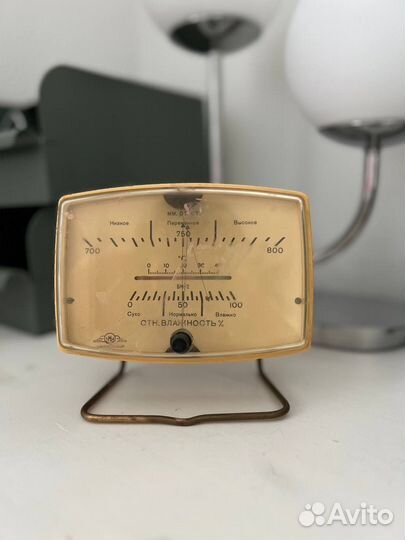 мм. рт. ст.
Низкое Переменное Высокое
700 750 800
°C
0 10 20 30 40
БМ-2
0 50 100
Сухо Нормально Влажно
ОТН. ВЛАЖНОСТЬ %
Avito